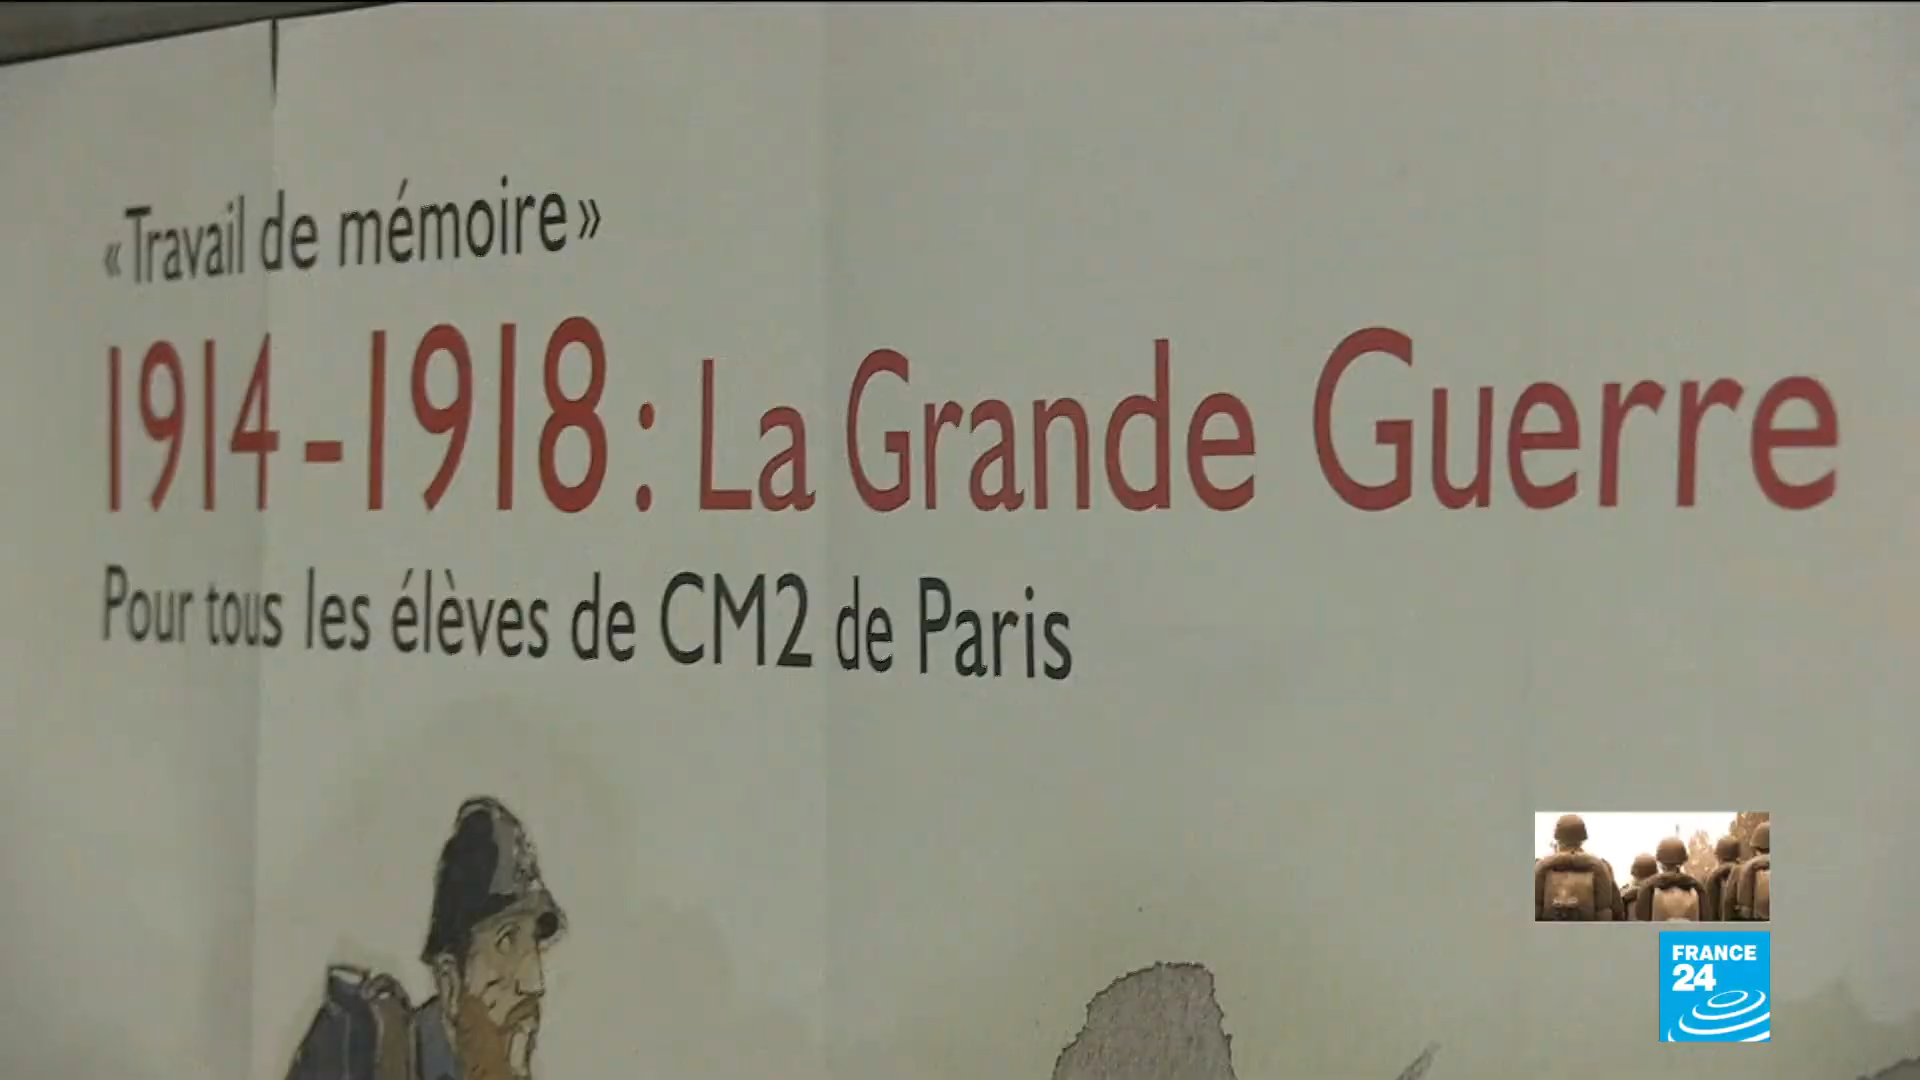 « Travail de mémoire »
1914-1918 : La Grande Guerre
Pour tous les élèves de CM2 de Paris
FRANCE
24